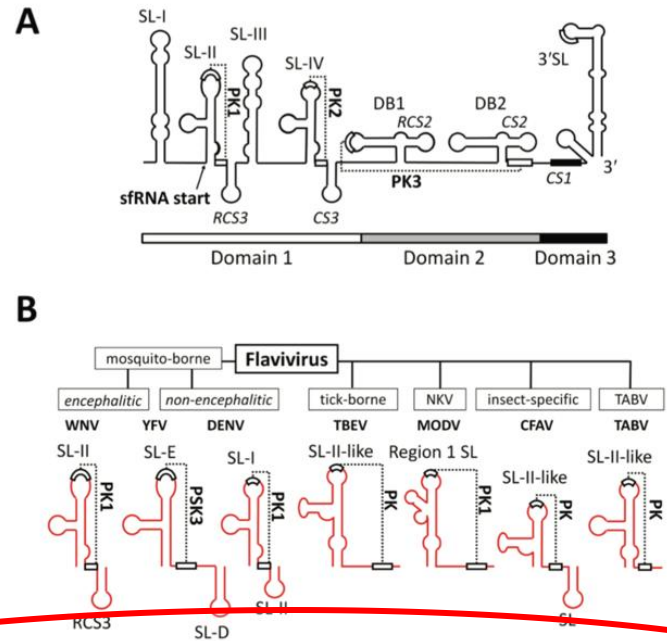 A
SL-I
SL-II
SL-III
SL-IV
PK1
PK2
DB1
RCS2
DB2
CS2
3'SL
3'
CS1
PK3
sfRNA start
RCS3
CS3
Domain 1
Domain 2
Domain 3
B
Flavivirus
mosquito-borne
encephalitic
non-encephalitic
tick-borne
NKV
insect-specific
TABV
WNV
YFV
DENV
TBEV
MODV
CFAV
TABV
SL-II
SL-E
SL-I
SL-II-like
Region 1 SL
SL-II-like
SL-II-like
PK1
PSK3
PK1
PK
PK1
PK
PK
RCS3
SL-D
SL-II
SL